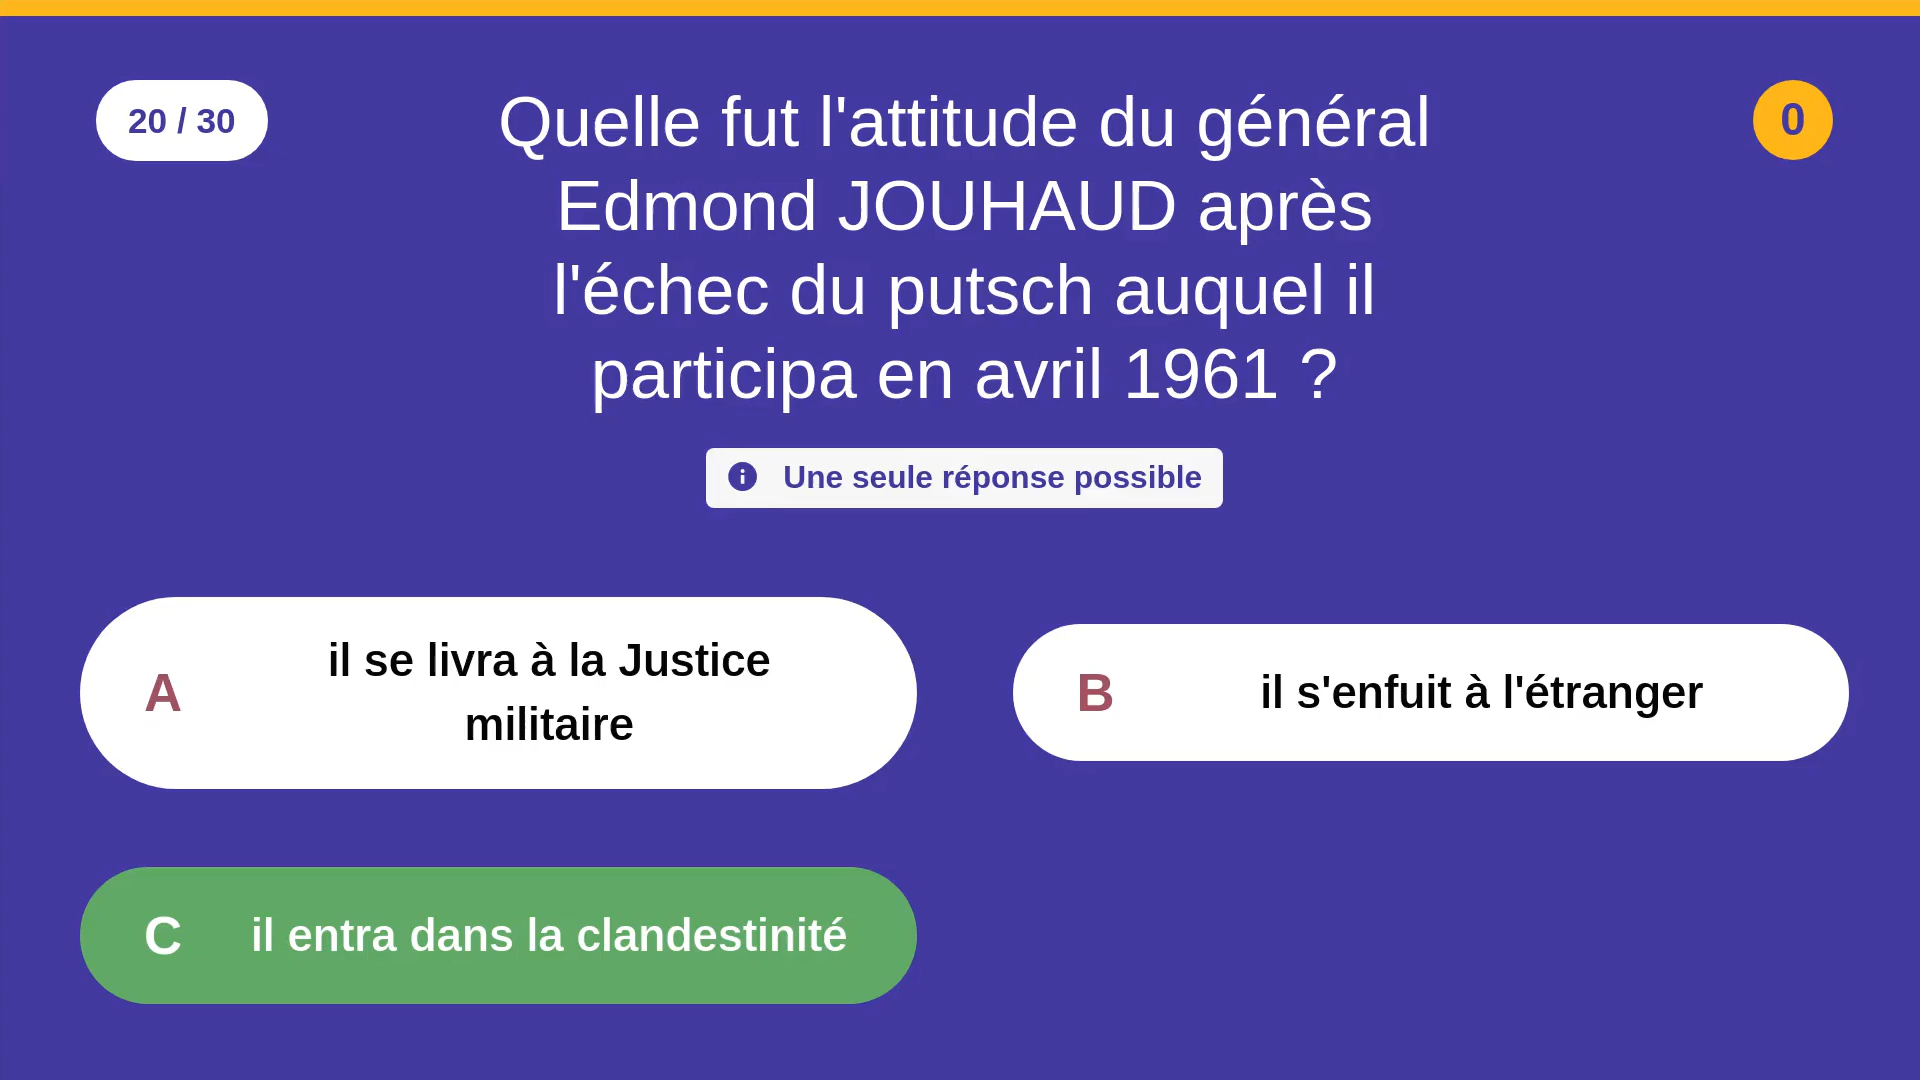 20 / 30
Quelle fut l'attitude du général
Edmond JOUHAUD après
l'échec du putsch auquel il
participa en avril 1961 ?
0
Une seule réponse possible
A
il se livra à la Justice
militaire
B
il s'enfuit à l'étranger
C
il entra dans la clandestinité